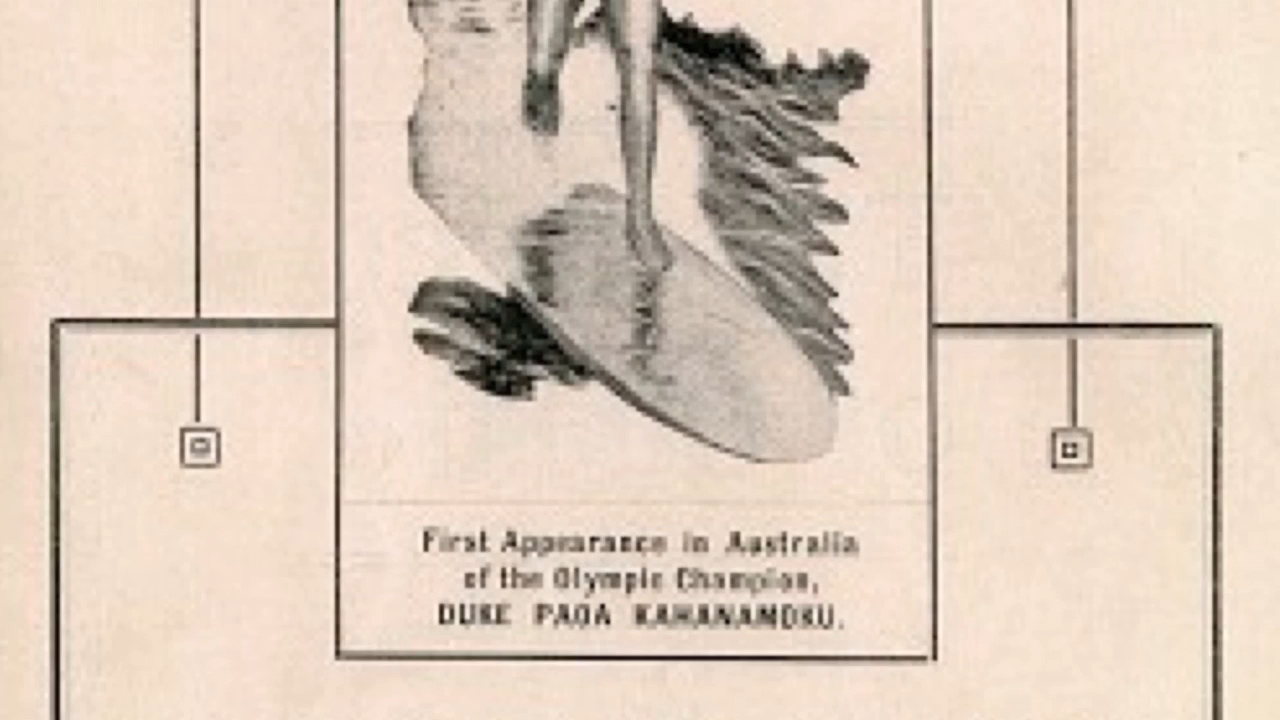 First Appearance in Australia
of the Olympic Champion,
DUKE PAOA KAHANAMOKU.